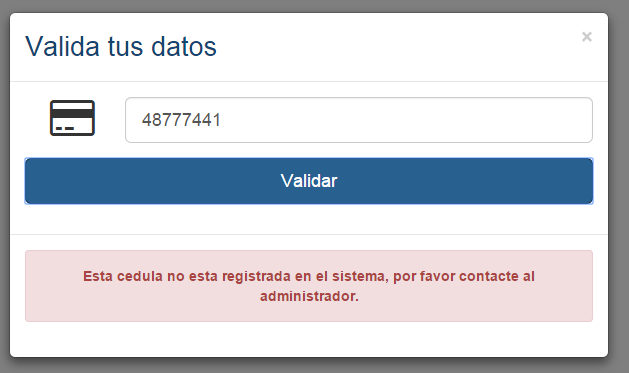 Valida tus datos
×
48777441
Validar
Esta cedula no esta registrada en el sistema, por favor contacte al
administrador.